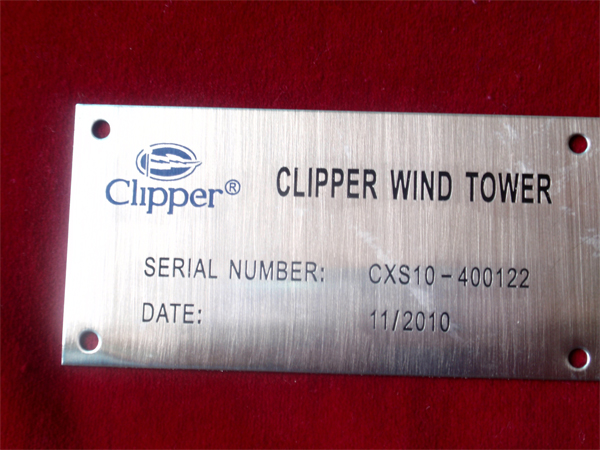 Clipper® CLIPPER WIND TOWER
SERIAL NUMBER: CXS10-400122
DATE: 11/2010